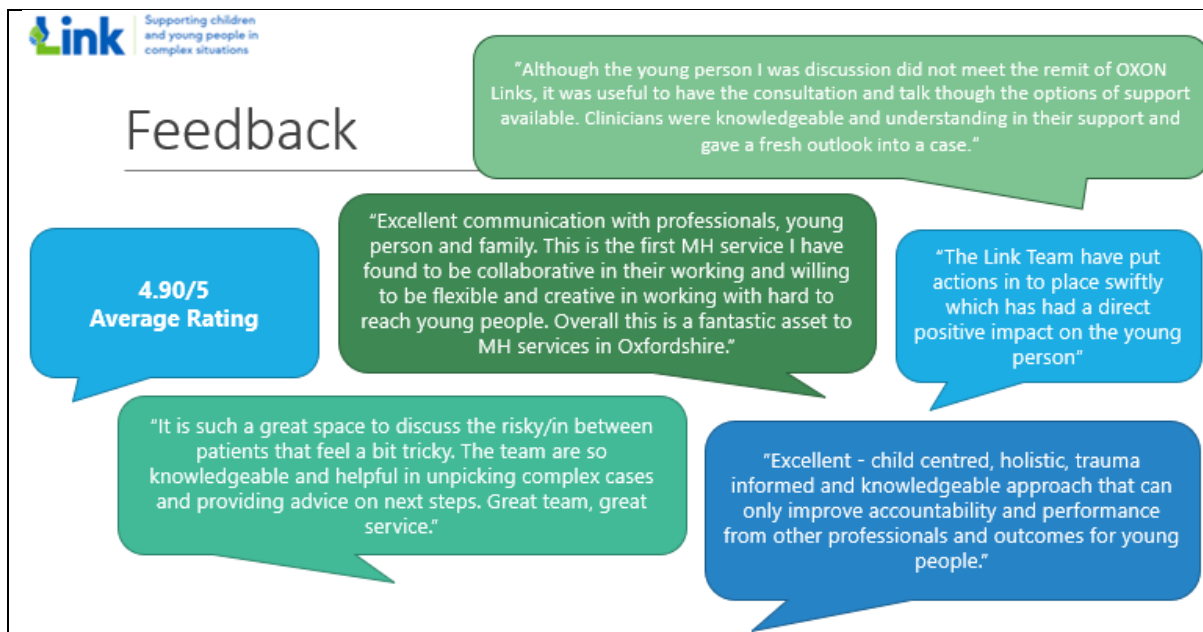 Link
Supporting children
and young people in
complex situations
Feedback
"Although the young person I was discussion did not meet the remit of OXON
Links, it was useful to have the consultation and talk though the options of support
available. Clinicians were knowledgeable and understanding in their support and
gave a fresh outlook into a case."
4.90/5
Average Rating
"Excellent communication with professionals, young
person and family. This is the first MH service I have
found to be collaborative in their working and willing
to be flexible and creative in working with hard to
reach young people. Overall this is a fantastic asset to
MH services in Oxfordshire."
"The Link Team have put
actions in to place swiftly
which has had a direct
positive impact on the young
person"
"It is such a great space to discuss the risky/in between
patients that feel a bit tricky. The team are so
knowledgeable and helpful in unpicking complex cases
and providing advice on next steps. Great team, great
service."
"Excellent - child centred, holistic, trauma
informed and knowledgeable approach that can
only improve accountability and performance
from other professionals and outcomes for young
people."